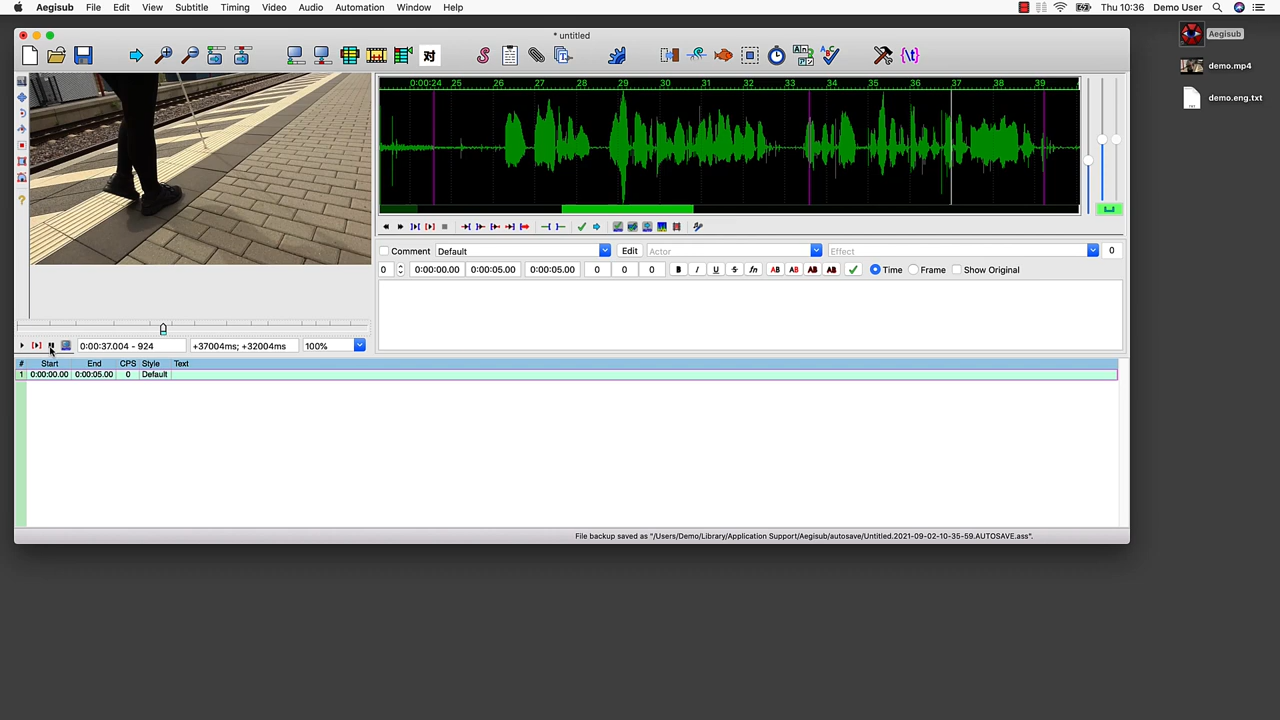 Aegisub File Edit View Subtitle Timing Video Audio Automation Window Help
Thu 10:36 Demo User
* untitled
对
0:00:24 25 26 27 28 29 30 31 32 33 34 35 36 37 38 39
Comment Default Edit Actor Effect 0
0 0:00:00.00 0:00:05.00 0:00:05.00 0 0 0 B I U S fn AB AB AB AB Time Frame Show Original
0:00:37.004 - 924 +37004ms; +32004ms 100%
# Start End CPS Style Text
1 0:00:00.00 0:00:05.00 0 Default
File backup saved as "/Users/Demo/Library/Application Support/Aegisub/autosave/Untitled.2021-09-02-10-35-59.AUTOSAVE.ass".
Aegisub
demo.mp4
demo.eng.txt